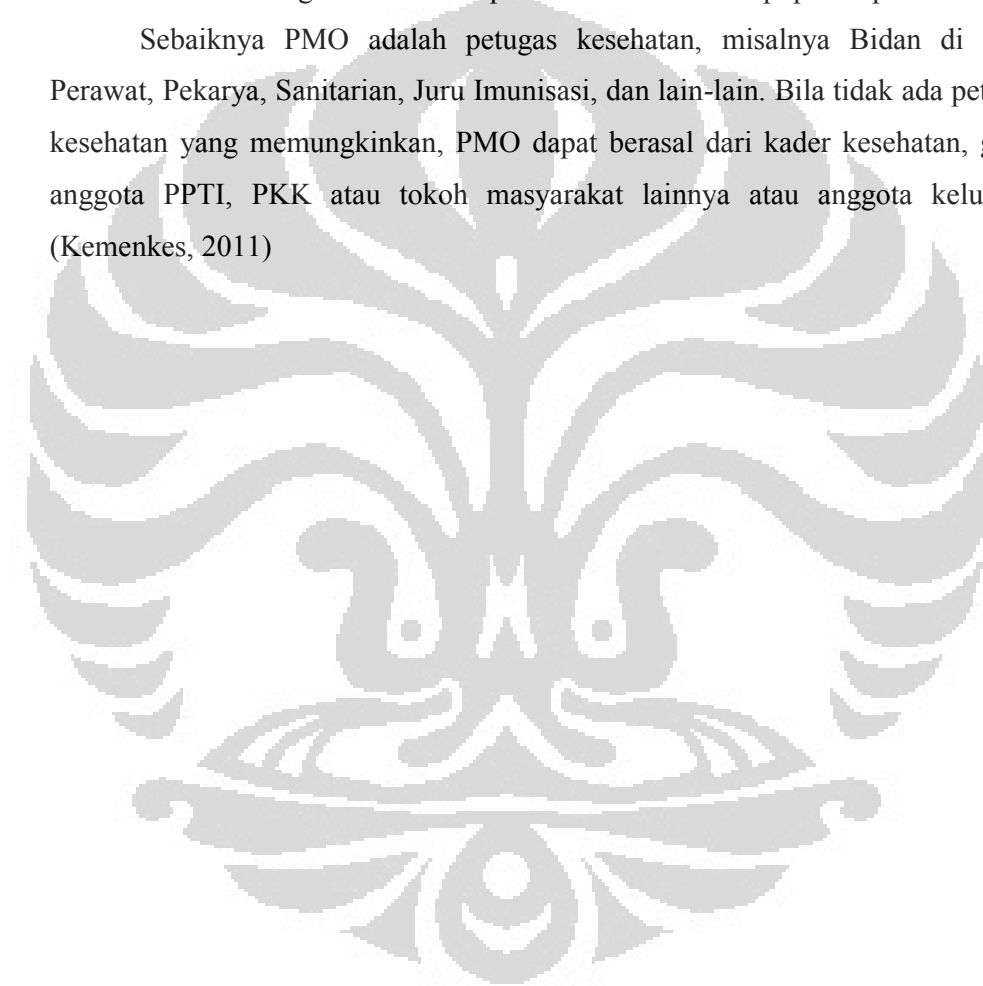 Sebaiknya PMO adalah petugas kesehatan, misalnya Bidan di
Perawat, Pekarya, Sanitarian, Juru Imunisasi, dan lain-lain. Bila tidak ada
kesehatan yang memungkinkan, PMO dapat berasal dari kader kesehatan,
anggota PPTI, PKK atau tokoh masyarakat lainnya atau anggota
(Kemenkes, 2011)